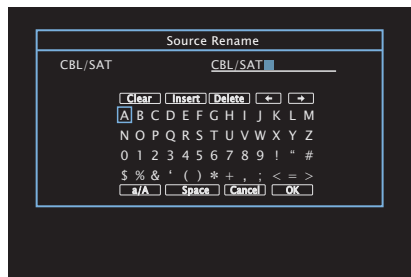 Source Rename
CBL/SAT CBL/SAT
Clear Insert Delete ← →
A B C D E F G H I J K L M
N O P Q R S T U V W X Y Z
0 1 2 3 4 5 6 7 8 9 ! “ #
$ % & ‘ ( ) * + , ; < = >
a/A Space Cancel OK